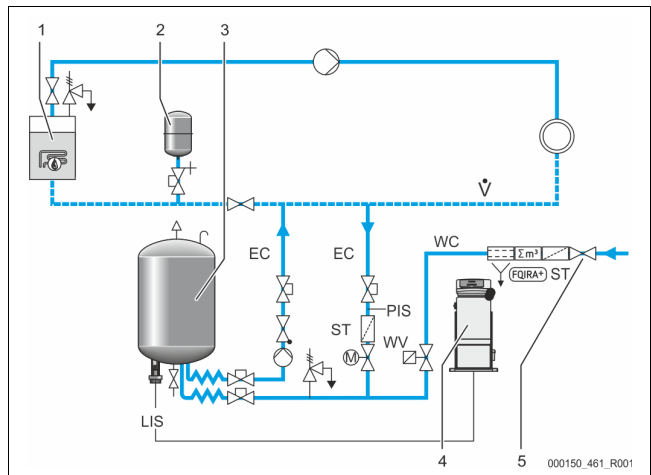 1
2
3
V̇
EC
EC
WC
Σm³
FQIRA+
ST
PIS
ST
WV
M
LIS
4
5
000150_461_R001